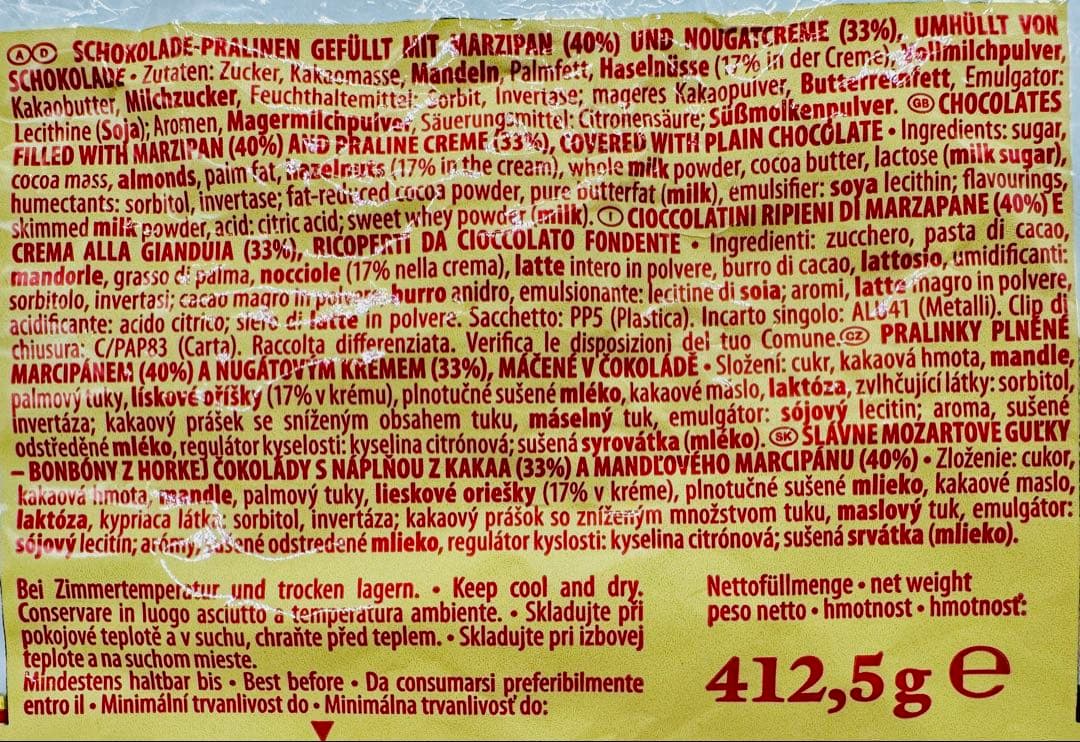 Ⓐ Ⓓ SCHOKOLADE-PRALINEN GEFÜLLT MIT MARZIPAN (40%) UND NOUGATCREME (33%), UMHÜLLT VON
SCHOKOLADE • Zutaten: Zucker, Kakaomasse, Mandeln, Palmfett, Haselnüsse (17% in der Creme), Vollmilchpulver,
Kakaobutter, Milchzucker, Feuchthaltemittel: Sorbit, Invertase; mageres Kakaopulver, Butterreinfett, Emulgator:
Lecithine (Soja); Aromen, Magermilchpulver, Säuerungsmittel: Citronensäure; Süßmolkenpulver. GB CHOCOLATES
FILLED WITH MARZIPAN (40%) AND PRALINE CREME (33%), COVERED WITH PLAIN CHOCOLATE • Ingredients: sugar,
cocoa mass, almonds, palm fat, hazelnuts (17% in the cream), whole milk powder, cocoa butter, lactose (milk sugar),
humectants: sorbitol, invertase; fat-reduced cocoa powder, pure butterfat (milk), emulsifier: soya lecithin; flavourings,
skimmed milk powder, acid: citric acid; sweet whey powder (milk). Ⓘ CIOCCOLATINI RIPIENI DI MARZAPANE (40%) E
CREMA ALLA GIANDUIA (33%), RICOPERTI DA CIOCCOLATO FONDENTE • Ingredienti: zucchero, pasta di cacao,
mandorle, grasso di palma, nocciole (17% nella crema), latte intero in polvere, burro di cacao, lattosio, umidificanti:
sorbitolo, invertasi; cacao magro in polvere, burro anidro, emulsionante: lecitine di soia; aromi, latte magro in polvere,
acidificante: acido citrico; siero di latte in polvere. Sacchetto: PP5 (Plastica). Incarto singolo: ALU41 (Metalli). Clip di
chiusura: C/PAP83 (Carta). Raccolta differenziata. Verifica le disposizioni del tuo Comune. CZ PRALINKY PLNĚNÉ
MARCIPÁNEM (40%) A NUGÁTOVÝM KRÉMEM (33%), MÁČENÉ V ČOKOLÁDĚ • Složení: cukr, kakaová hmota, mandle,
palmový tuky, lískové oříšky (17% v krému), plnotučné sušené mléko, kakaové máslo, laktóza, zvlhčující látky: sorbitol,
invertáza; kakaový prášek se sníženým obsahem tuku, máselný tuk, emulgátor: sójový lecitin; aroma, sušené
odstředěné mléko, regulátor kyselosti: kyselina citrónová; sušená syrovátka (mléko). SK SLÁVNE MOZARTOVE GUĽKY
– BONBÓNY Z HORKEJ ČOKOLÁDY S NÁPLŇOU Z KAKAA (33%) A MANDĽOVÉHO MARCIPÁNU (40%) • Zloženie: cukor,
kakaová hmota, mandle, palmový tuky, lieskové oriešky (17% v kréme), plnotučné sušené mlieko, kakaové maslo,
laktóza, kypriaca látka: sorbitol, invertáza; kakaový prášok so zníženým množstvom tuku, maslový tuk, emulgátor:
sójový lecitín; arómy, sušené odstredené mlieko, regulátor kyslosti: kyselina citrónová; sušená srvátka (mlieko).
Bei Zimmertemperatur und trocken lagern. • Keep cool and dry.
Conservare in luogo asciutto a temperatura ambiente. • Skladujte při
pokojové teplotě a v suchu, chraňte před teplem. • Skladujte pri izbovej
teplote a na suchom mieste.
Mindestens haltbar bis • Best before • Da consumarsi preferibilmente
entro il • Minimální trvanlivost do • Minimálna trvanlivosť do:
Nettofüllmenge • net weight
peso netto • hmotnost • hmotnosť:
412,5g ℮